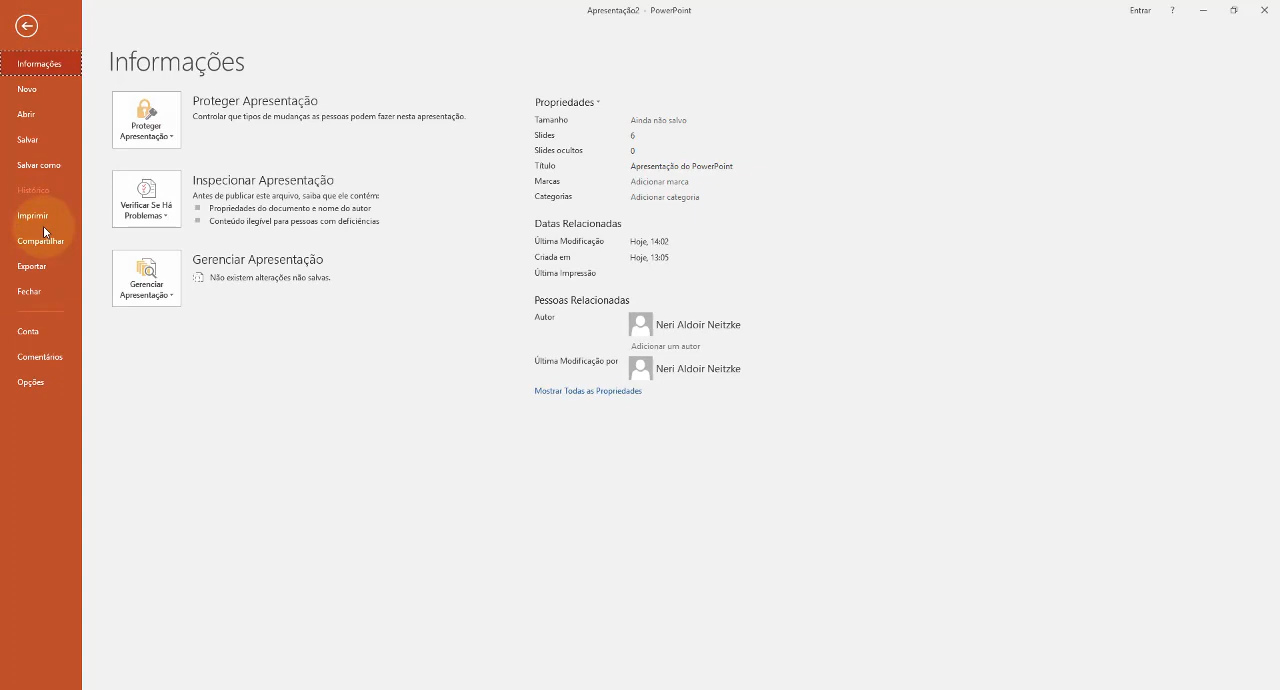 Apresentação2 - PowerPoint
Entrar
?
Informações
Novo
Abrir
Salvar
Salvar como
Histórico
Imprimir
Compartilhar
Exportar
Fechar
Conta
Comentários
Opções
Informações
Proteger Apresentação
Proteger Apresentação
Controlar que tipos de mudanças as pessoas podem fazer nesta apresentação.
Verificar Se Há
Problemas
Inspecionar Apresentação
Antes de publicar este arquivo, saiba que ele contém:
Propriedades do documento e nome do autor
Conteúdo ilegível para pessoas com deficiências
Gerenciar
Apresentação
Gerenciar Apresentação
Não existem alterações não salvas.
Propriedades
Tamanho Ainda não salvo
Slides 6
Slides ocultos 0
Título Apresentação do PowerPoint
Marcas Adicionar marca
Categorias Adicionar categoria
Datas Relacionadas
Última Modificação Hoje, 14:02
Criada em Hoje, 13:05
Última Impressão
Pessoas Relacionadas
Autor
Neri Aldoir Neitzke
Adicionar um autor
Última Modificação por
Neri Aldoir Neitzke
Mostrar Todas as Propriedades